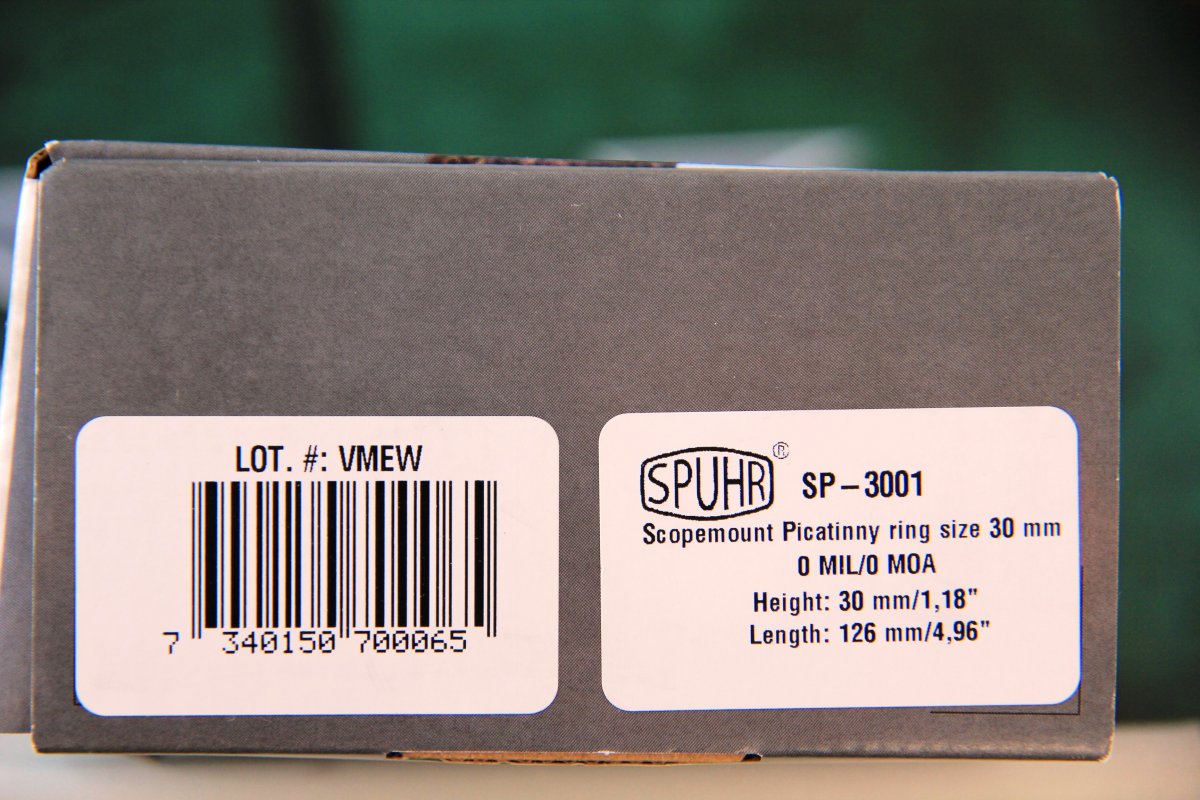 LOT. #: VMEW
7 340150 700065
SPUHR® SP-3001
Scopemount Picatinny ring size 30 mm
0 MIL/0 MOA
Height: 30 mm/1,18"
Length: 126 mm/4,96"